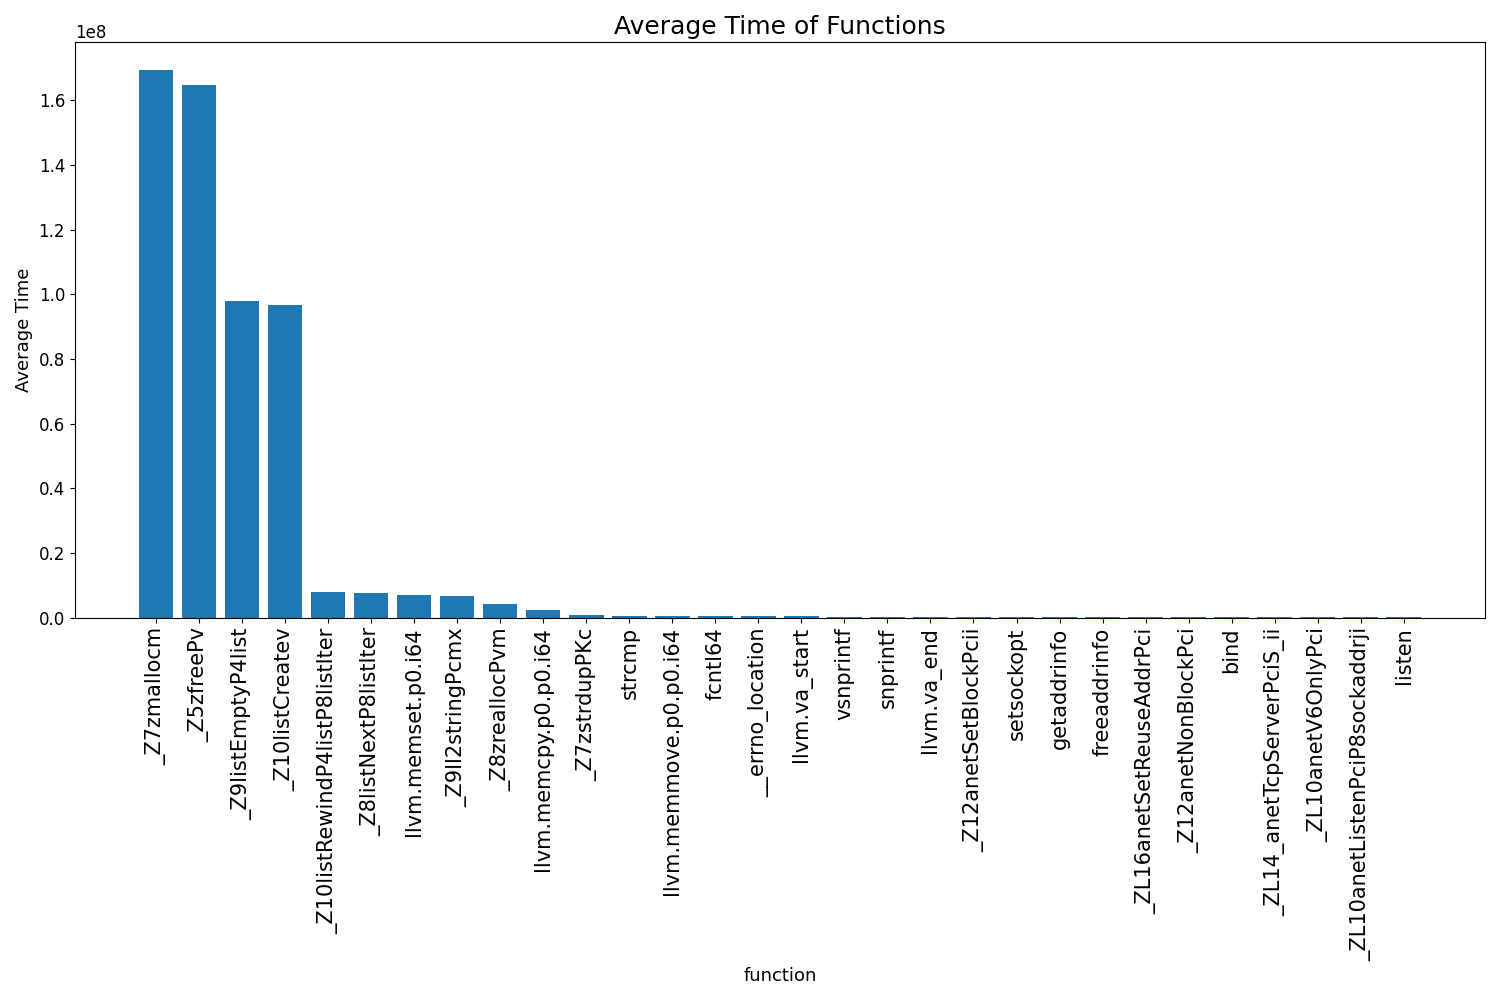 Average Time of Functions
1e8
1.6
1.4
1.2
1.0
0.8
0.6
0.4
0.2
0.0
Average Time
_Z7zmallocm
_Z5zfreePv
_Z9listEmptyP4list
_Z10listCreatev
_Z10listRewindP4listP8listIter
_Z8listNextP8listIter
llvm.memset.p0.i64
_Z9ll2stringPcmx
_Z8zreallocPvm
llvm.memcpy.p0.p0.i64
_Z7zstrdupPKc
strcmp
llvm.memmove.p0.p0.i64
fcntl64
__errno_location
llvm.va_start
vsnprintf
snprintf
llvm.va_end
_Z12anetSetBlockPcii
setsockopt
getaddrinfo
freeaddrinfo
_ZL16anetSetReuseAddrPci
_Z12anetNonBlockPci
bind
_ZL14_anetTcpServerPciS_ii
_ZL10anetV6OnlyPci
_ZL10anetListenPciP8sockaddrji
listen
function